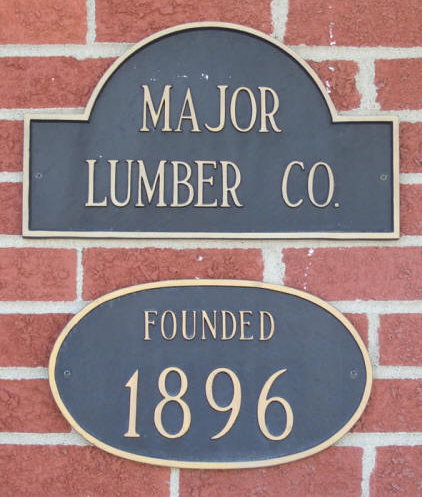 MAJOR
LUMBER CO.
FOUNDED
1896